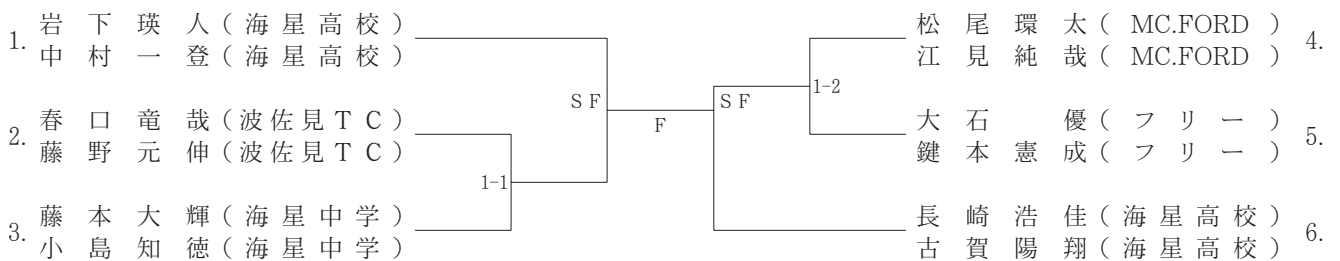 1. 岩下瑛人(海星高校)
中村一登(海星高校)
2. 春口竜哉(波佐見TC)
藤野元伸(波佐見TC)
3. 藤本大輝(海星中学)
小島知徳(海星中学)
1-1
SF
F
SF
1-2
松尾環太(MC.FORD) 4.
江見純哉(MC.FORD)
大石優(フリー) 5.
鍵本憲成(フリー)
長崎浩佳(海星高校) 6.
古賀陽翔(海星高校)